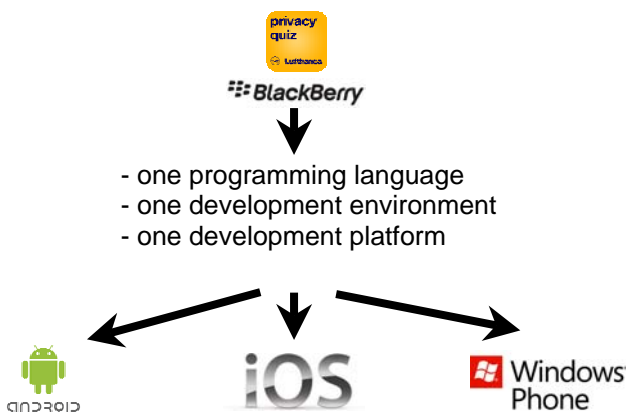 privacy
quiz
Lufthansa
BlackBerry
- one programming language
- one development environment
- one development platform
android
iOS
Windows
Phone